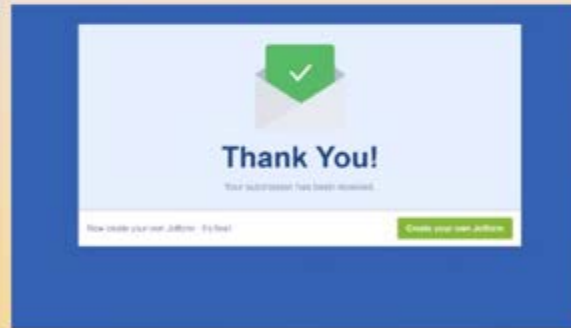 Thank You!
Your submission has been received.
Now create your own Jotform - It's free!
Create your own Jotform